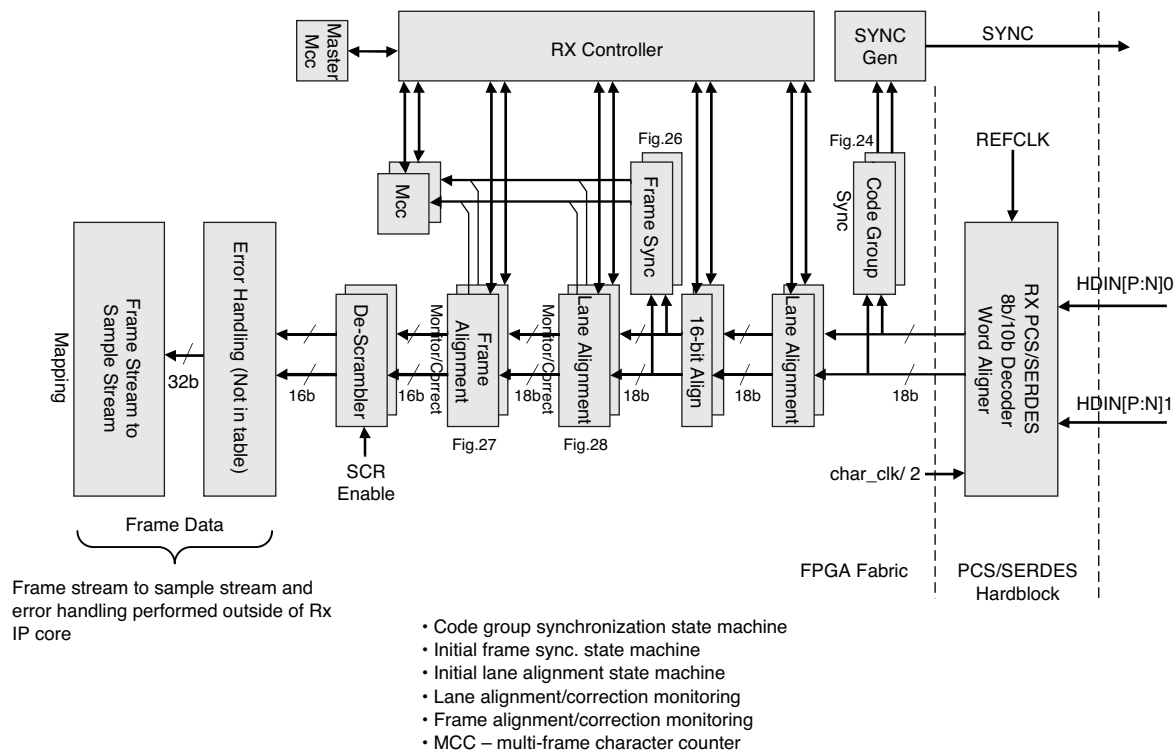 Master
Mcc
RX Controller
SYNC
Gen
SYNC
Fig.26
Fig.24
REFCLK
Mcc
Frame Sync
Code Group
Sync
HDIN[P:N]0
Frame Stream to
Sample Stream
Mapping
Error Handling (Not in table)
De-Scrambler
Monitor/Correct
Frame
Alignment
Monitor/Correct
Lane Alignment
16-bit Align
Lane Alignment
RX PCS/SERDES
8b/10b Decoder
Word Aligner
32b
16b
16b
18b
18b
18b
18b
HDIN[P:N]1
Fig.27
Fig.28
SCR
Enable
char_clk/ 2
Frame Data
FPGA Fabric
PCS/SERDES
Hardblock
Frame stream to sample stream and
error handling performed outside of Rx
IP core
• Code group synchronization state machine
• Initial frame sync. state machine
• Initial lane alignment state machine
• Lane alignment/correction monitoring
• Frame alignment/correction monitoring
• MCC – multi-frame character counter